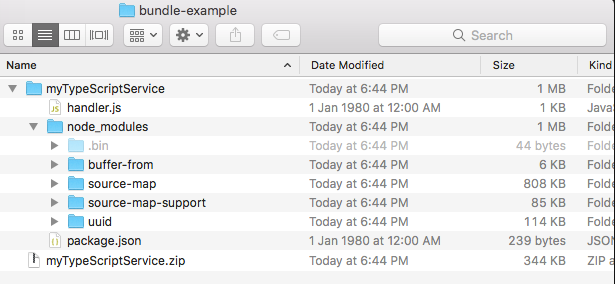 bundle-example
Search
Name Date Modified Size Kind
myTypeScriptService Today at 6:44 PM 1 MB Folde
handler.js 1 Jan 1980 at 12:00 AM 1 KB JavaS
node_modules Today at 6:44 PM 1 MB Folde
.bin Today at 6:44 PM 44 bytes Folde
buffer-from Today at 6:44 PM 6 KB Folde
source-map Today at 6:44 PM 808 KB Folde
source-map-support Today at 6:44 PM 85 KB Folde
uuid Today at 6:44 PM 114 KB Folde
package.json 1 Jan 1980 at 12:00 AM 239 bytes JSON
myTypeScriptService.zip Today at 6:44 PM 344 KB ZIP a